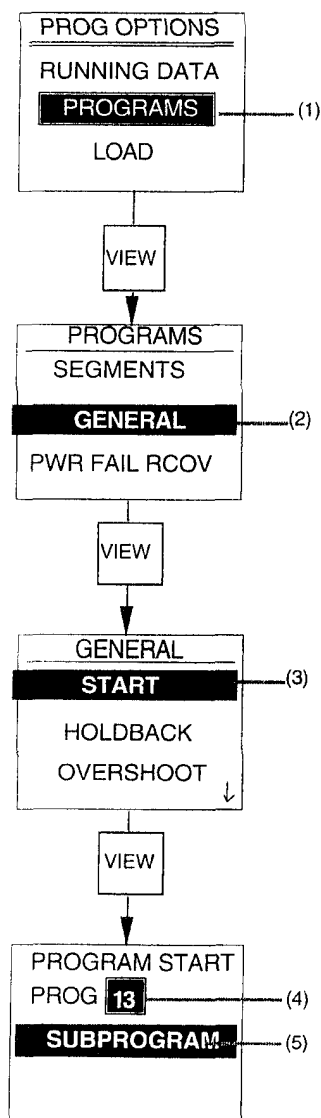 PROG OPTIONS
RUNNING DATA
PROGRAMS (1)
LOAD
VIEW
PROGRAMS
SEGMENTS
GENERAL (2)
PWR FAIL RCOV
VIEW
GENERAL
START (3)
HOLDBACK
OVERSHOOT ↓
VIEW
PROGRAM START
PROG 13 (4)
SUBPROGRAM (5)